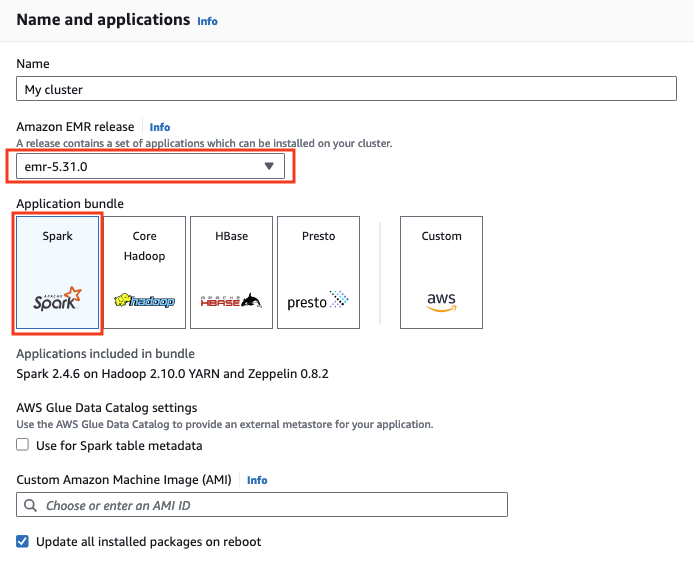 Name and applications Info
Name
My cluster
Amazon EMR release Info
A release contains a set of applications which can be installed on your cluster.
emr-5.31.0
Application bundle
Spark
APACHE
Spark
Core
Hadoop
hadoop
HBase
APACHE
HBASE
Presto
presto
Custom
aws
Applications included in bundle
Spark 2.4.6 on Hadoop 2.10.0 YARN and Zeppelin 0.8.2
AWS Glue Data Catalog settings
Use the AWS Glue Data Catalog to provide an external metastore for your application.
Use for Spark table metadata
Custom Amazon Machine Image (AMI) Info
Choose or enter an AMI ID
Update all installed packages on reboot